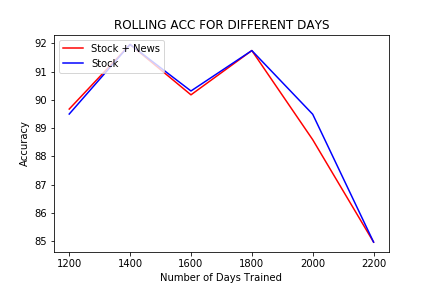 ROLLING ACC FOR DIFFERENT DAYS
Stock + News
Stock
92
91
90
89
88
87
86
85
Accuracy
1200 1400 1600 1800 2000 2200
Number of Days Trained